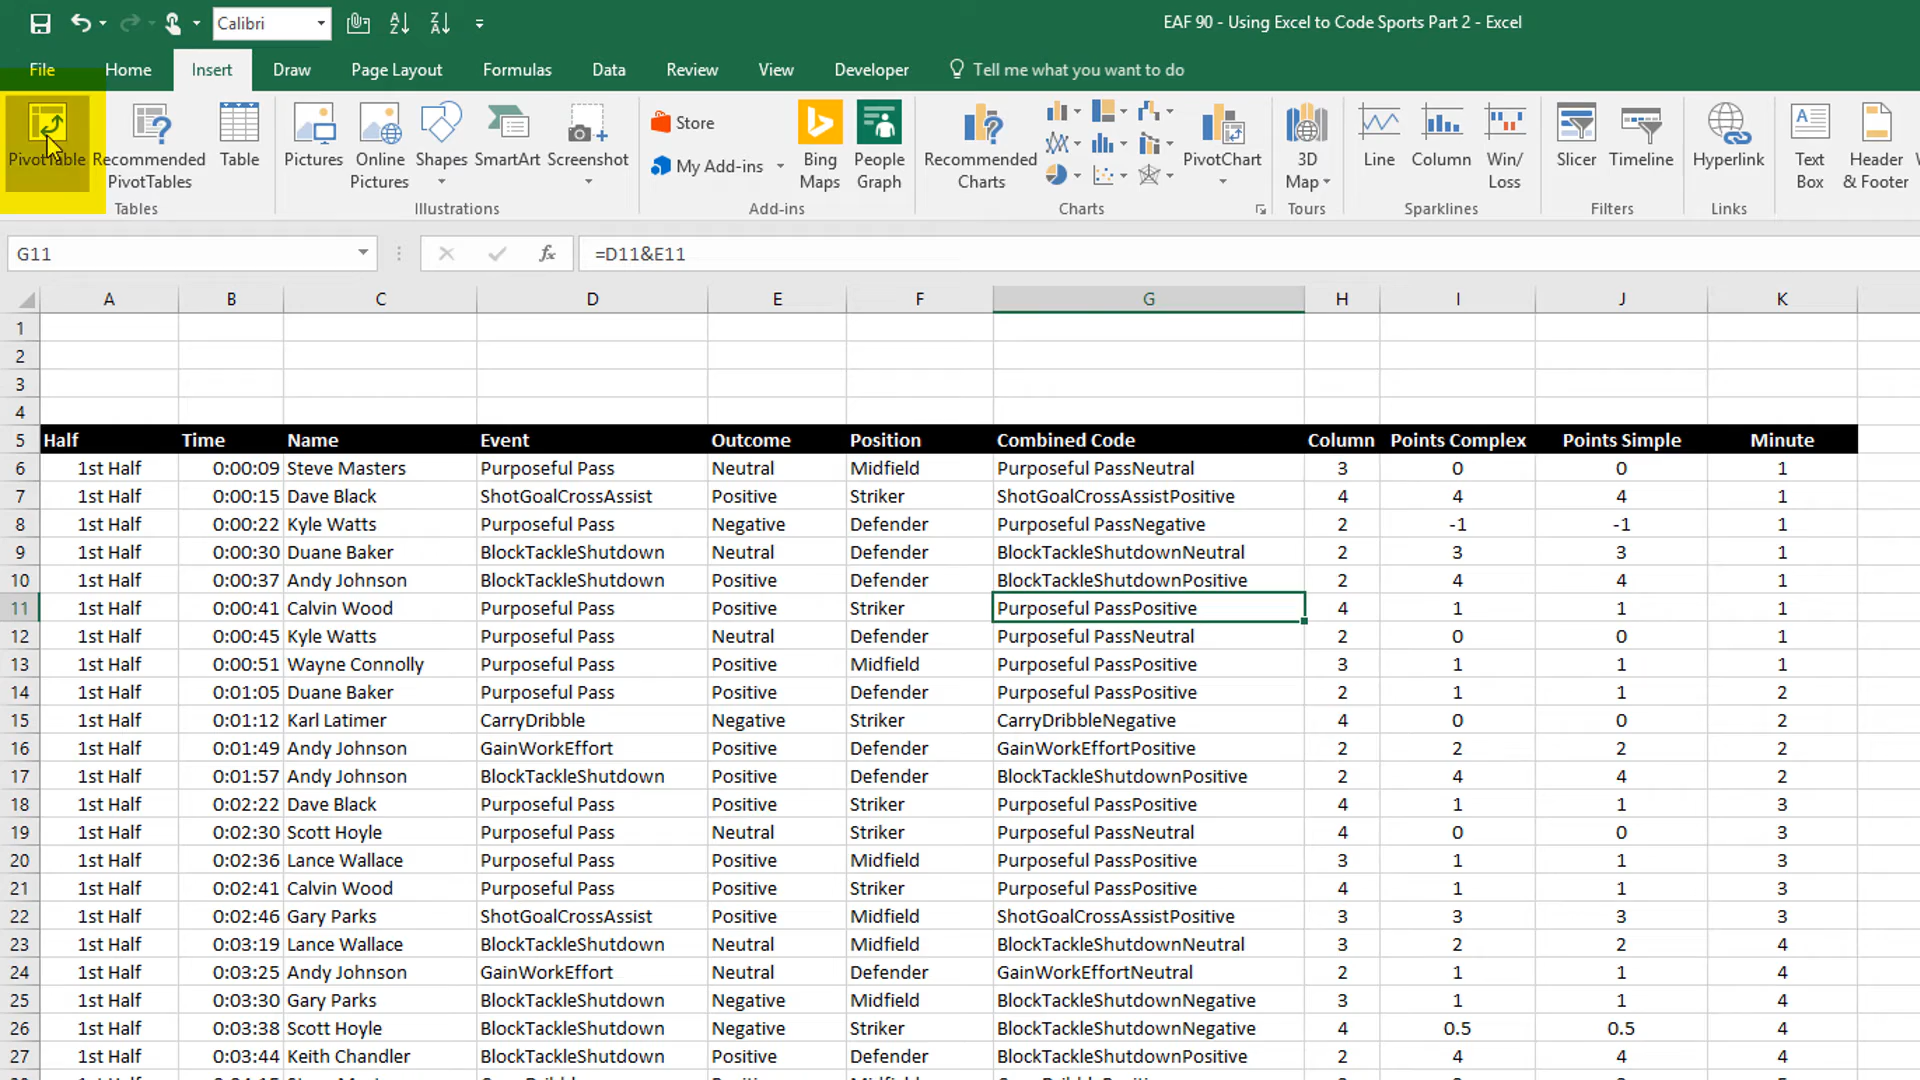 Calibri
EAF 90 - Using Excel to Code Sports Part 2 - Excel
File Home Insert Draw Page Layout Formulas Data Review View Developer Tell me what you want to do
PivotTable
Recommended PivotTables
Table
Pictures
Online Pictures
Shapes
SmartArt
Screenshot
Store
My Add-ins
Bing Maps
People Graph
Recommended Charts
PivotChart
3D Map
Line
Column
Win/ Loss
Slicer
Timeline
Hyperlink
Text Box
Header & Footer
Tables Illustrations Add-ins Charts Tours Sparklines Filters Links
G11 fx =D11&E11
A B C D E F G H I J K
1
2
3
4
5 Half Time Name Event Outcome Position Combined Code Column Points Complex Points Simple Minute
6 1st Half 0:00:09 Steve Masters Purposeful Pass Neutral Midfield Purposeful PassNeutral 3 0 0 1
7 1st Half 0:00:15 Dave Black ShotGoalCrossAssist Positive Striker ShotGoalCrossAssistPositive 4 4 4 1
8 1st Half 0:00:22 Kyle Watts Purposeful Pass Negative Defender Purposeful PassNegative 2 -1 -1 1
9 1st Half 0:00:30 Duane Baker BlockTackleShutdown Neutral Defender BlockTackleShutdownNeutral 2 3 3 1
10 1st Half 0:00:37 Andy Johnson BlockTackleShutdown Positive Defender BlockTackleShutdownPositive 2 4 4 1
11 1st Half 0:00:41 Calvin Wood Purposeful Pass Positive Striker Purposeful PassPositive 4 1 1 1
12 1st Half 0:00:45 Kyle Watts Purposeful Pass Neutral Defender Purposeful PassNeutral 2 0 0 1
13 1st Half 0:00:51 Wayne Connolly Purposeful Pass Positive Midfield Purposeful PassPositive 3 1 1 1
14 1st Half 0:01:05 Duane Baker Purposeful Pass Positive Defender Purposeful PassPositive 2 1 1 2
15 1st Half 0:01:12 Karl Latimer CarryDribble Negative Striker CarryDribbleNegative 4 0 0 2
16 1st Half 0:01:49 Andy Johnson GainWorkEffort Positive Defender GainWorkEffortPositive 2 2 2 2
17 1st Half 0:01:57 Andy Johnson BlockTackleShutdown Positive Defender BlockTackleShutdownPositive 2 4 4 2
18 1st Half 0:02:22 Dave Black Purposeful Pass Positive Striker Purposeful PassPositive 4 1 1 3
19 1st Half 0:02:30 Scott Hoyle Purposeful Pass Neutral Striker Purposeful PassNeutral 4 0 0 3
20 1st Half 0:02:36 Lance Wallace Purposeful Pass Positive Midfield Purposeful PassPositive 3 1 1 3
21 1st Half 0:02:41 Calvin Wood Purposeful Pass Positive Striker Purposeful PassPositive 4 1 1 3
22 1st Half 0:02:46 Gary Parks ShotGoalCrossAssist Positive Midfield ShotGoalCrossAssistPositive 3 3 3 3
23 1st Half 0:03:19 Lance Wallace BlockTackleShutdown Neutral Midfield BlockTackleShutdownNeutral 3 2 2 4
24 1st Half 0:03:25 Andy Johnson GainWorkEffort Neutral Defender GainWorkEffortNeutral 2 1 1 4
25 1st Half 0:03:30 Gary Parks BlockTackleShutdown Negative Midfield BlockTackleShutdownNegative 3 1 1 4
26 1st Half 0:03:38 Scott Hoyle BlockTackleShutdown Negative Striker BlockTackleShutdownNegative 4 0.5 0.5 4
27 1st Half 0:03:44 Keith Chandler BlockTackleShutdown Positive Defender BlockTackleShutdownPositive 2 4 4 4